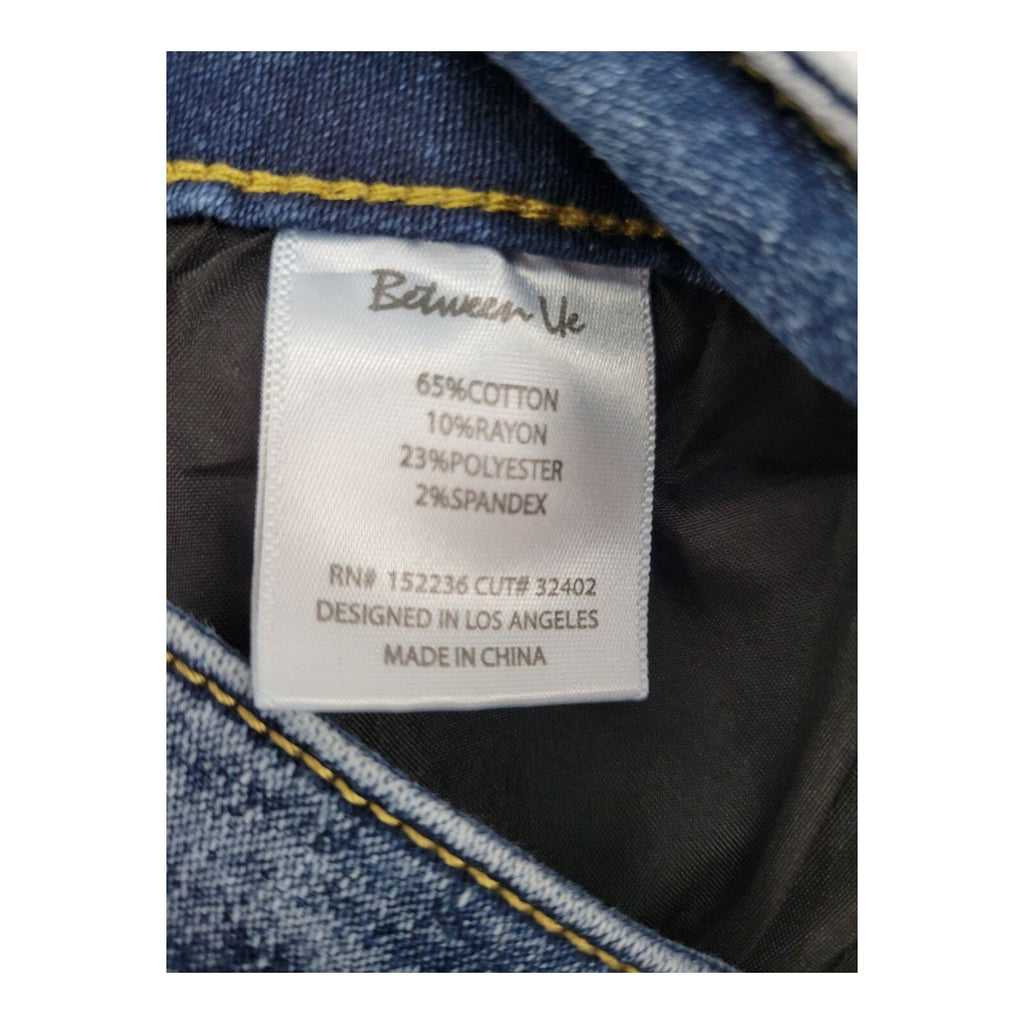 Between Us
65%COTTON
10%RAYON
23%POLYESTER
2%SPANDEX
RN# 152236 CUT# 32402
DESIGNED IN LOS ANGELES
MADE IN CHINA